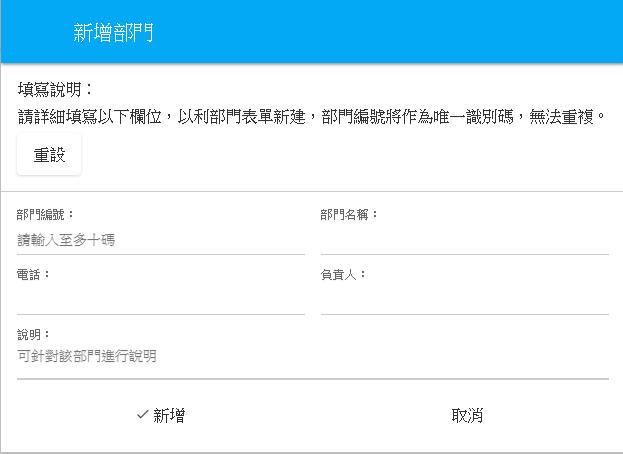 新增部門
填寫說明：
請詳細填寫以下欄位，以利部門表單新建，部門編號將作為唯一識別碼，無法重複。
重設
部門編號：
部門名稱：
請輸入至多十碼
電話：
負責人：
說明：
可針對該部門進行說明
新增
取消